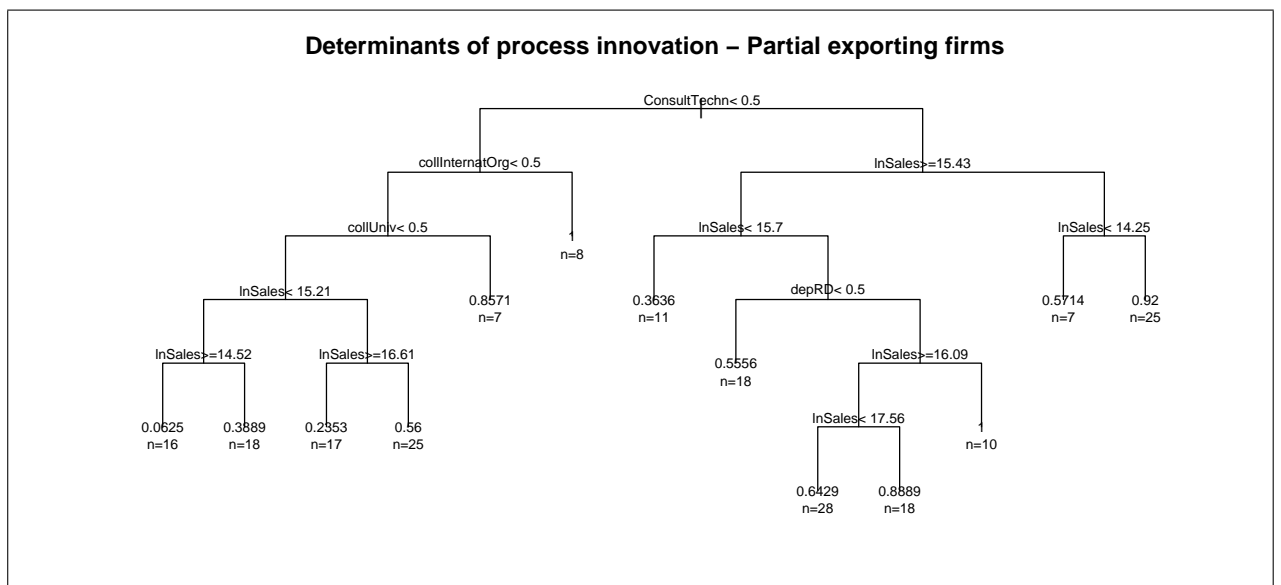 Determinants of process innovation – Partial exporting firms
ConsultTechn< 0.5
collInternatOrg< 0.5
lnSales>=15.43
collUniv< 0.5
1
n=8
lnSales< 15.7
lnSales< 14.25
lnSales< 15.21
0.8571
n=7
0.3636
n=11
depRD< 0.5
0.5714
n=7
0.92
n=25
lnSales>=14.52
lnSales>=16.61
0.5556
n=18
lnSales>=16.09
0.0625
n=16
0.3889
n=18
0.2353
n=17
0.56
n=25
lnSales< 17.56
1
n=10
0.6429
n=28
0.8889
n=18